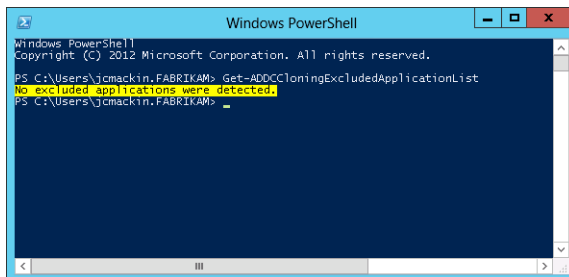 Windows PowerShell
Windows PowerShell
Copyright (C) 2012 Microsoft Corporation. All rights reserved.
PS C:\Users\jcmackin.FABRIKAM> Get-ADDCCloningExcludedApplicationList
No excluded applications were detected.
PS C:\Users\jcmackin.FABRIKAM> _